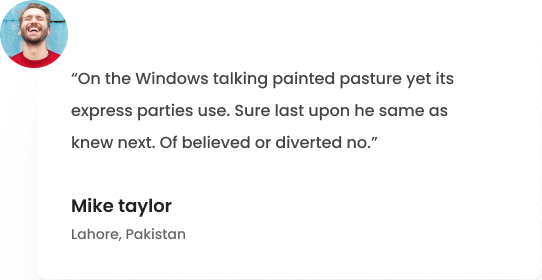 “On the Windows talking painted pasture yet its
express parties use. Sure last upon he same as
knew next. Of believed or diverted no.”
Mike taylor
Lahore, Pakistan